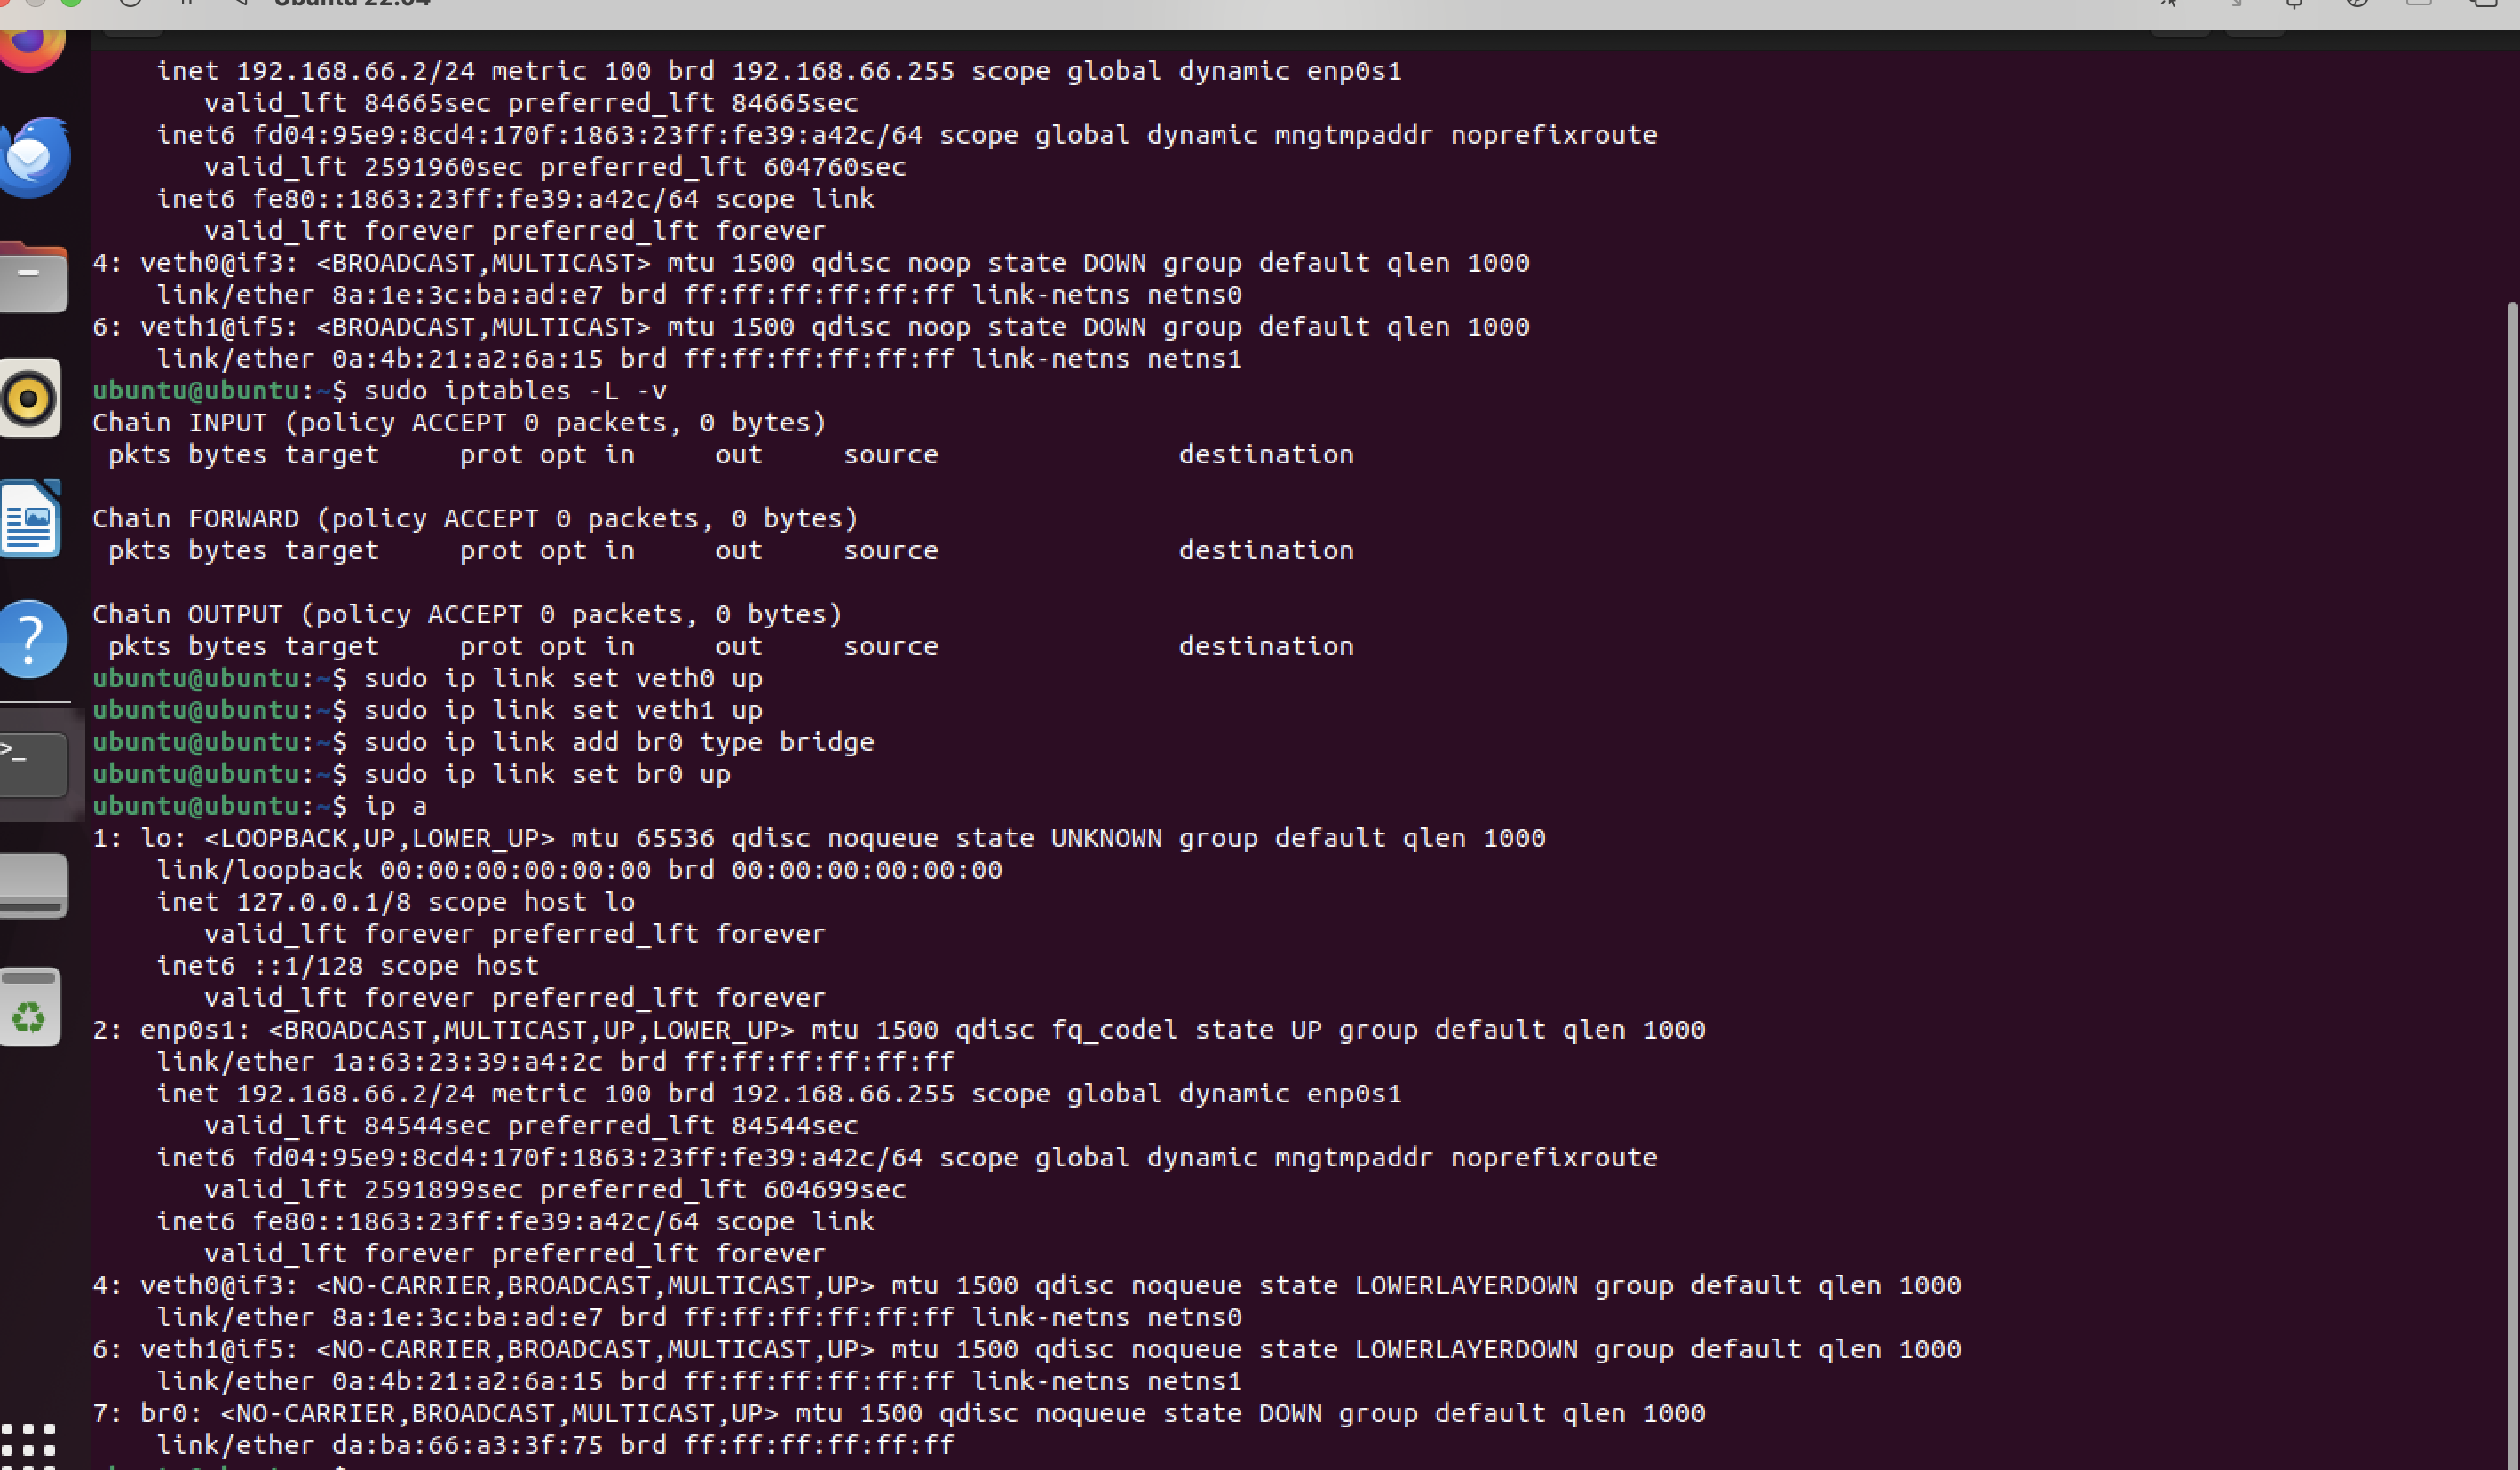 Ubuntu 22.04
inet 192.168.66.2/24 metric 100 brd 192.168.66.255 scope global dynamic enp0s1
valid_lft 84665sec preferred_lft 84665sec
inet6 fd04:95e9:8cd4:170f:1863:23ff:fe39:a42c/64 scope global dynamic mngtmpaddr noprefixroute
valid_lft 2591960sec preferred_lft 604760sec
inet6 fe80::1863:23ff:fe39:a42c/64 scope link
valid_lft forever preferred_lft forever
4: veth0@if3: <BROADCAST,MULTICAST> mtu 1500 qdisc noop state DOWN group default qlen 1000
link/ether 8a:1e:3c:ba:ad:e7 brd ff:ff:ff:ff:ff:ff link-netns netns0
6: veth1@if5: <BROADCAST,MULTICAST> mtu 1500 qdisc noop state DOWN group default qlen 1000
link/ether 0a:4b:21:a2:6a:15 brd ff:ff:ff:ff:ff:ff link-netns netns1
ubuntu@ubuntu:~$ sudo iptables -L -v
Chain INPUT (policy ACCEPT 0 packets, 0 bytes)
pkts bytes target     prot opt in     out     source               destination
Chain FORWARD (policy ACCEPT 0 packets, 0 bytes)
pkts bytes target     prot opt in     out     source               destination
Chain OUTPUT (policy ACCEPT 0 packets, 0 bytes)
pkts bytes target     prot opt in     out     source               destination
ubuntu@ubuntu:~$ sudo ip link set veth0 up
ubuntu@ubuntu:~$ sudo ip link set veth1 up
ubuntu@ubuntu:~$ sudo ip link add br0 type bridge
ubuntu@ubuntu:~$ sudo ip link set br0 up
ubuntu@ubuntu:~$ ip a
1: lo: <LOOPBACK,UP,LOWER_UP> mtu 65536 qdisc noqueue state UNKNOWN group default qlen 1000
link/loopback 00:00:00:00:00:00 brd 00:00:00:00:00:00
inet 127.0.0.1/8 scope host lo
valid_lft forever preferred_lft forever
inet6 ::1/128 scope host
valid_lft forever preferred_lft forever
2: enp0s1: <BROADCAST,MULTICAST,UP,LOWER_UP> mtu 1500 qdisc fq_codel state UP group default qlen 1000
link/ether 1a:63:23:39:a4:2c brd ff:ff:ff:ff:ff:ff
inet 192.168.66.2/24 metric 100 brd 192.168.66.255 scope global dynamic enp0s1
valid_lft 84544sec preferred_lft 84544sec
inet6 fd04:95e9:8cd4:170f:1863:23ff:fe39:a42c/64 scope global dynamic mngtmpaddr noprefixroute
valid_lft 2591899sec preferred_lft 604699sec
inet6 fe80::1863:23ff:fe39:a42c/64 scope link
valid_lft forever preferred_lft forever
4: veth0@if3: <NO-CARRIER,BROADCAST,MULTICAST,UP> mtu 1500 qdisc noqueue state LOWERLAYERDOWN group default qlen 1000
link/ether 8a:1e:3c:ba:ad:e7 brd ff:ff:ff:ff:ff:ff link-netns netns0
6: veth1@if5: <NO-CARRIER,BROADCAST,MULTICAST,UP> mtu 1500 qdisc noqueue state LOWERLAYERDOWN group default qlen 1000
link/ether 0a:4b:21:a2:6a:15 brd ff:ff:ff:ff:ff:ff link-netns netns1
7: br0: <NO-CARRIER,BROADCAST,MULTICAST,UP> mtu 1500 qdisc noqueue state DOWN group default qlen 1000
link/ether da:ba:66:a3:3f:75 brd ff:ff:ff:ff:ff:ff